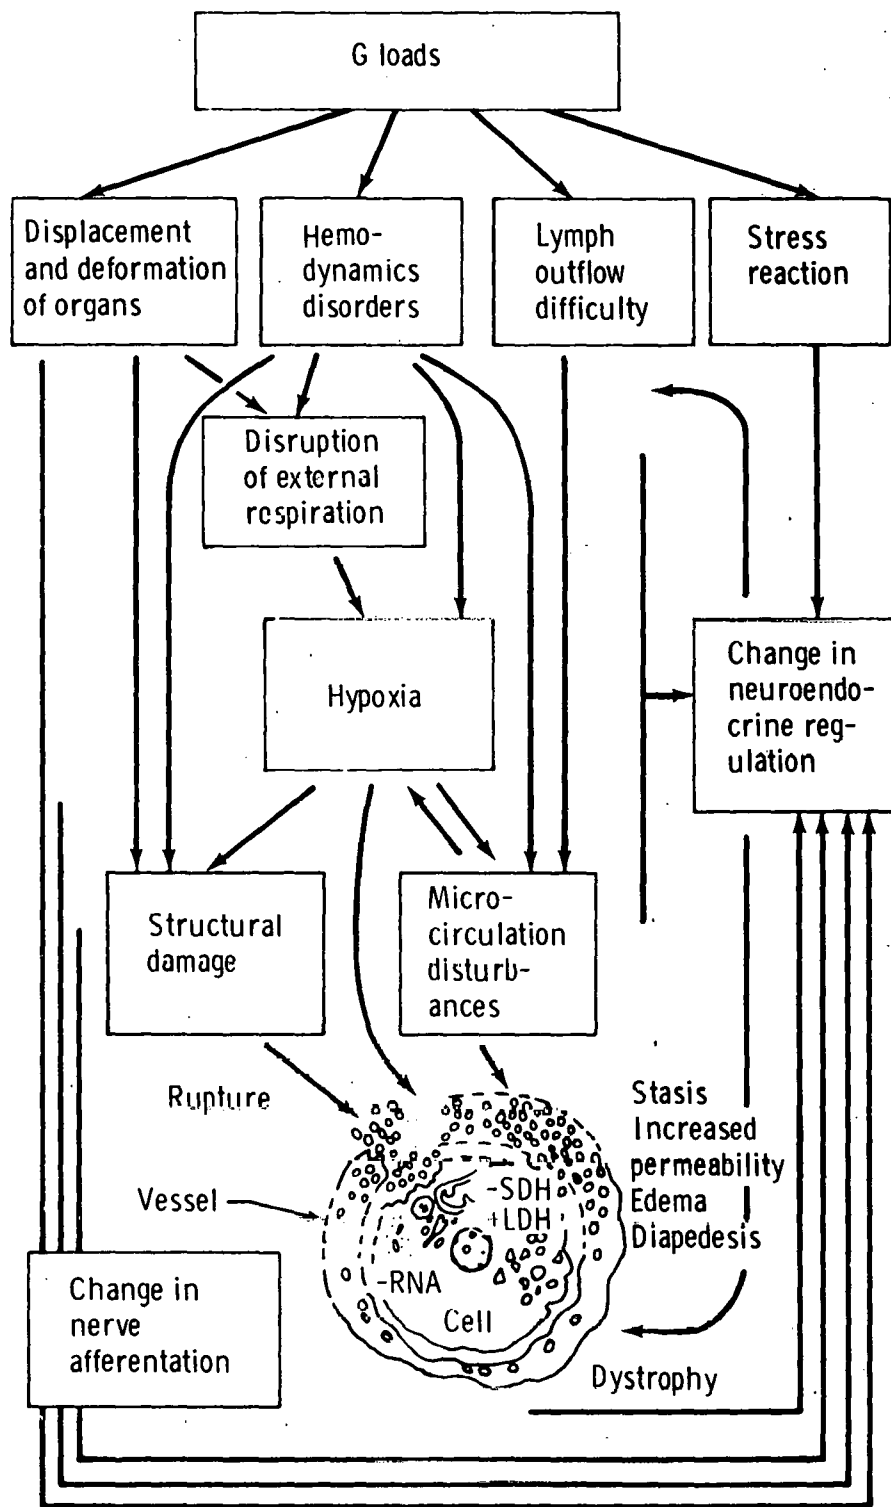 G loads
Displacement
and deformation
of organs
Hemo-
dynamics
disorders
Lymph
outflow
difficulty
Stress
reaction
Disruption
of external
respiration
Hypoxia
Change in
neuroendo-
crine reg-
ulation
Structural
damage
Micro-
circulation
disturb-
ances
Rupture
Stasis
Increased
permeability
Edema
Diapedesis
Vessel
-SDH
+LDH
-RNA
Cell
Change in
nerve
afferentation
Dystrophy